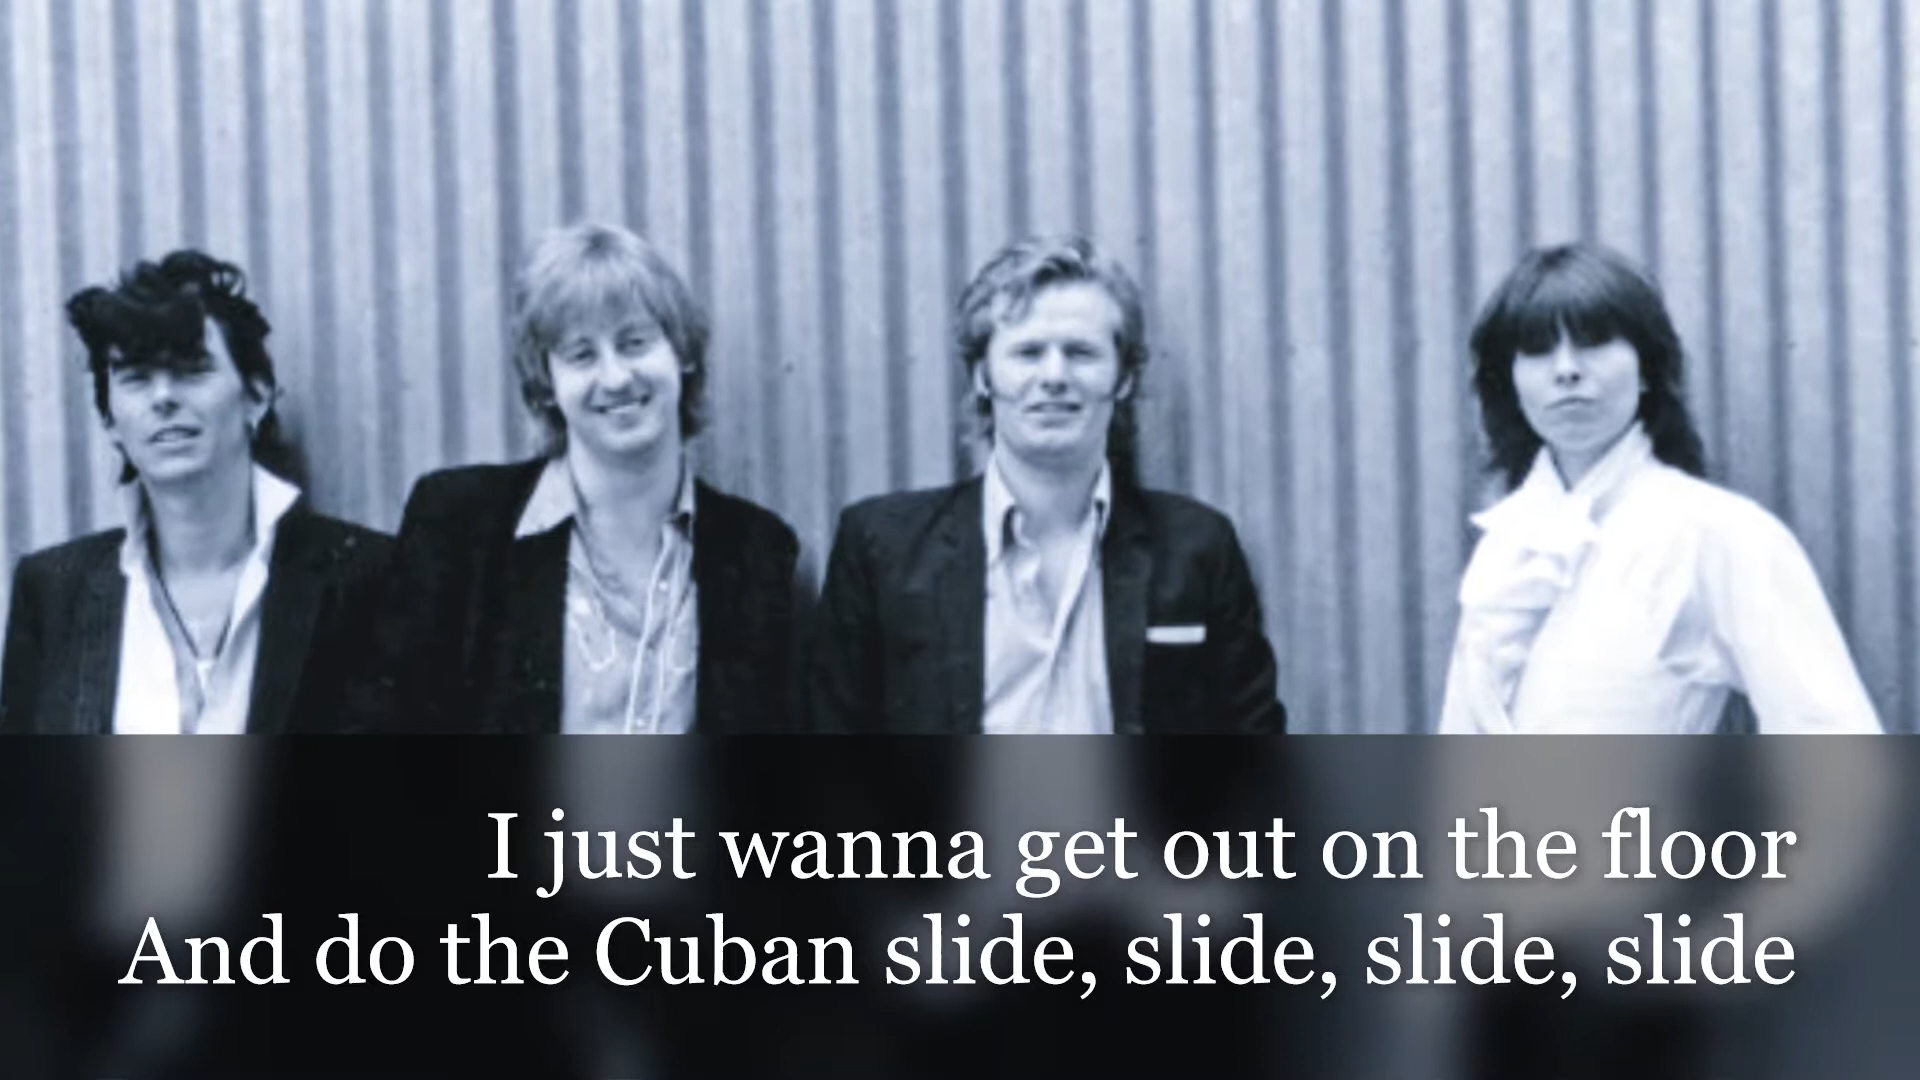 I just wanna get out on the floor
And do the Cuban slide, slide, slide, slide